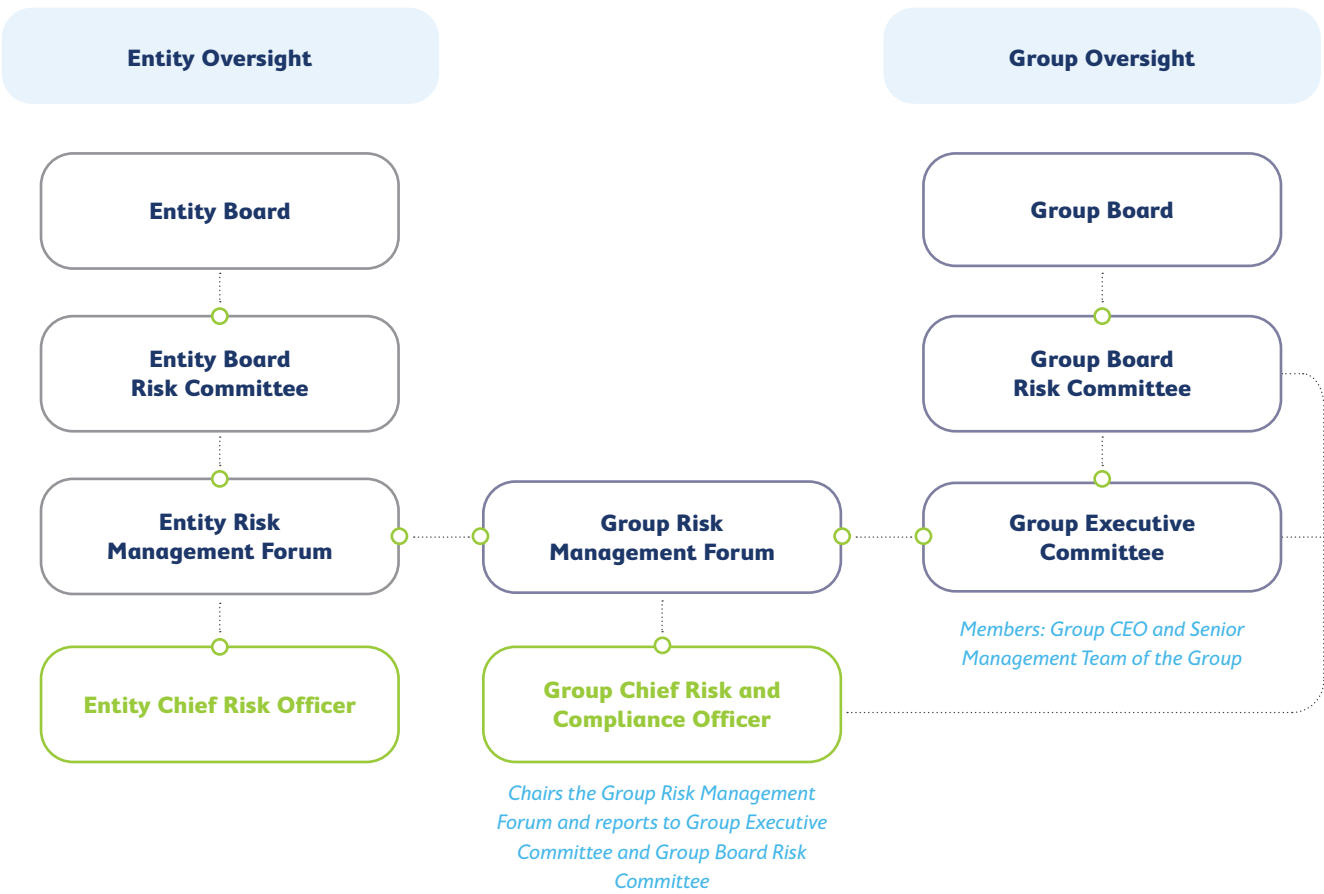 Entity Oversight
Group Oversight
Entity Board
Group Board
Entity Board
Risk Committee
Group Board
Risk Committee
Entity Risk
Management Forum
Group Risk
Management Forum
Group Executive
Committee
Members: Group CEO and Senior
Management Team of the Group
Entity Chief Risk Officer
Group Chief Risk and
Compliance Officer
Chairs the Group Risk Management
Forum and reports to Group Executive
Committee and Group Board Risk
Committee